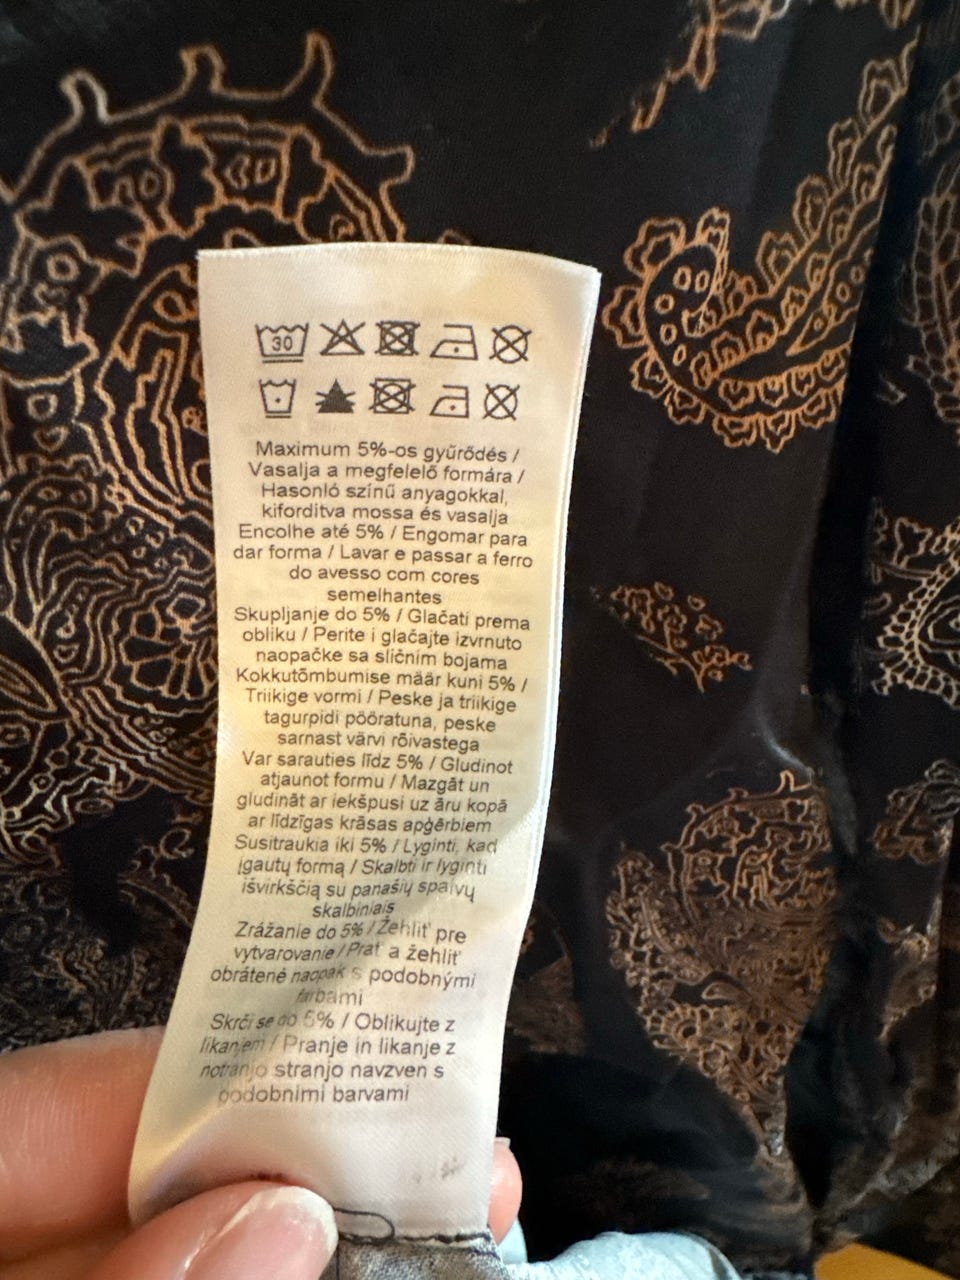 30
Maximum 5%-os gyűrődés /
Vasalja a megfelelő formára /
Hasonló színű anyagokkal,
kiforditva mossa és vasalja
Encolhe até 5% / Engomar para
dar forma / Lavar e passar a ferro
do avesso com cores
semelhantes
Skupljanje do 5% / Glačati prema
obliku / Perite i glačajte izvrnuto
naopačke sa sličnim bojama
Kokkutõmbumise määr kuni 5% /
Triikige vormi / Peske ja triikige
tagurpidi pööratuna, peske
sarnast värvi rõivastega
Var sarauties līdz 5% / Gludinot
atjaunot formu / Mazgāt un
gludināt ar iekšpusi uz āru kopā
ar līdzīgas krāsas apģērbiem
Susitraukia iki 5% / Lyginti, kad
įgautų formą / Skalbti ir lyginti
išvirkščią su panašių spalvų
skalbiniais
Zrážanie do 5% / Žehliť pre
vytvarovanie / Prať a žehliť
obrátené naopak s podobnými
farbami
Skrči se do 5% / Oblikujte z
likanjem / Pranje in likanje z
notranjo stranjo navzven s
podobnimi barvami